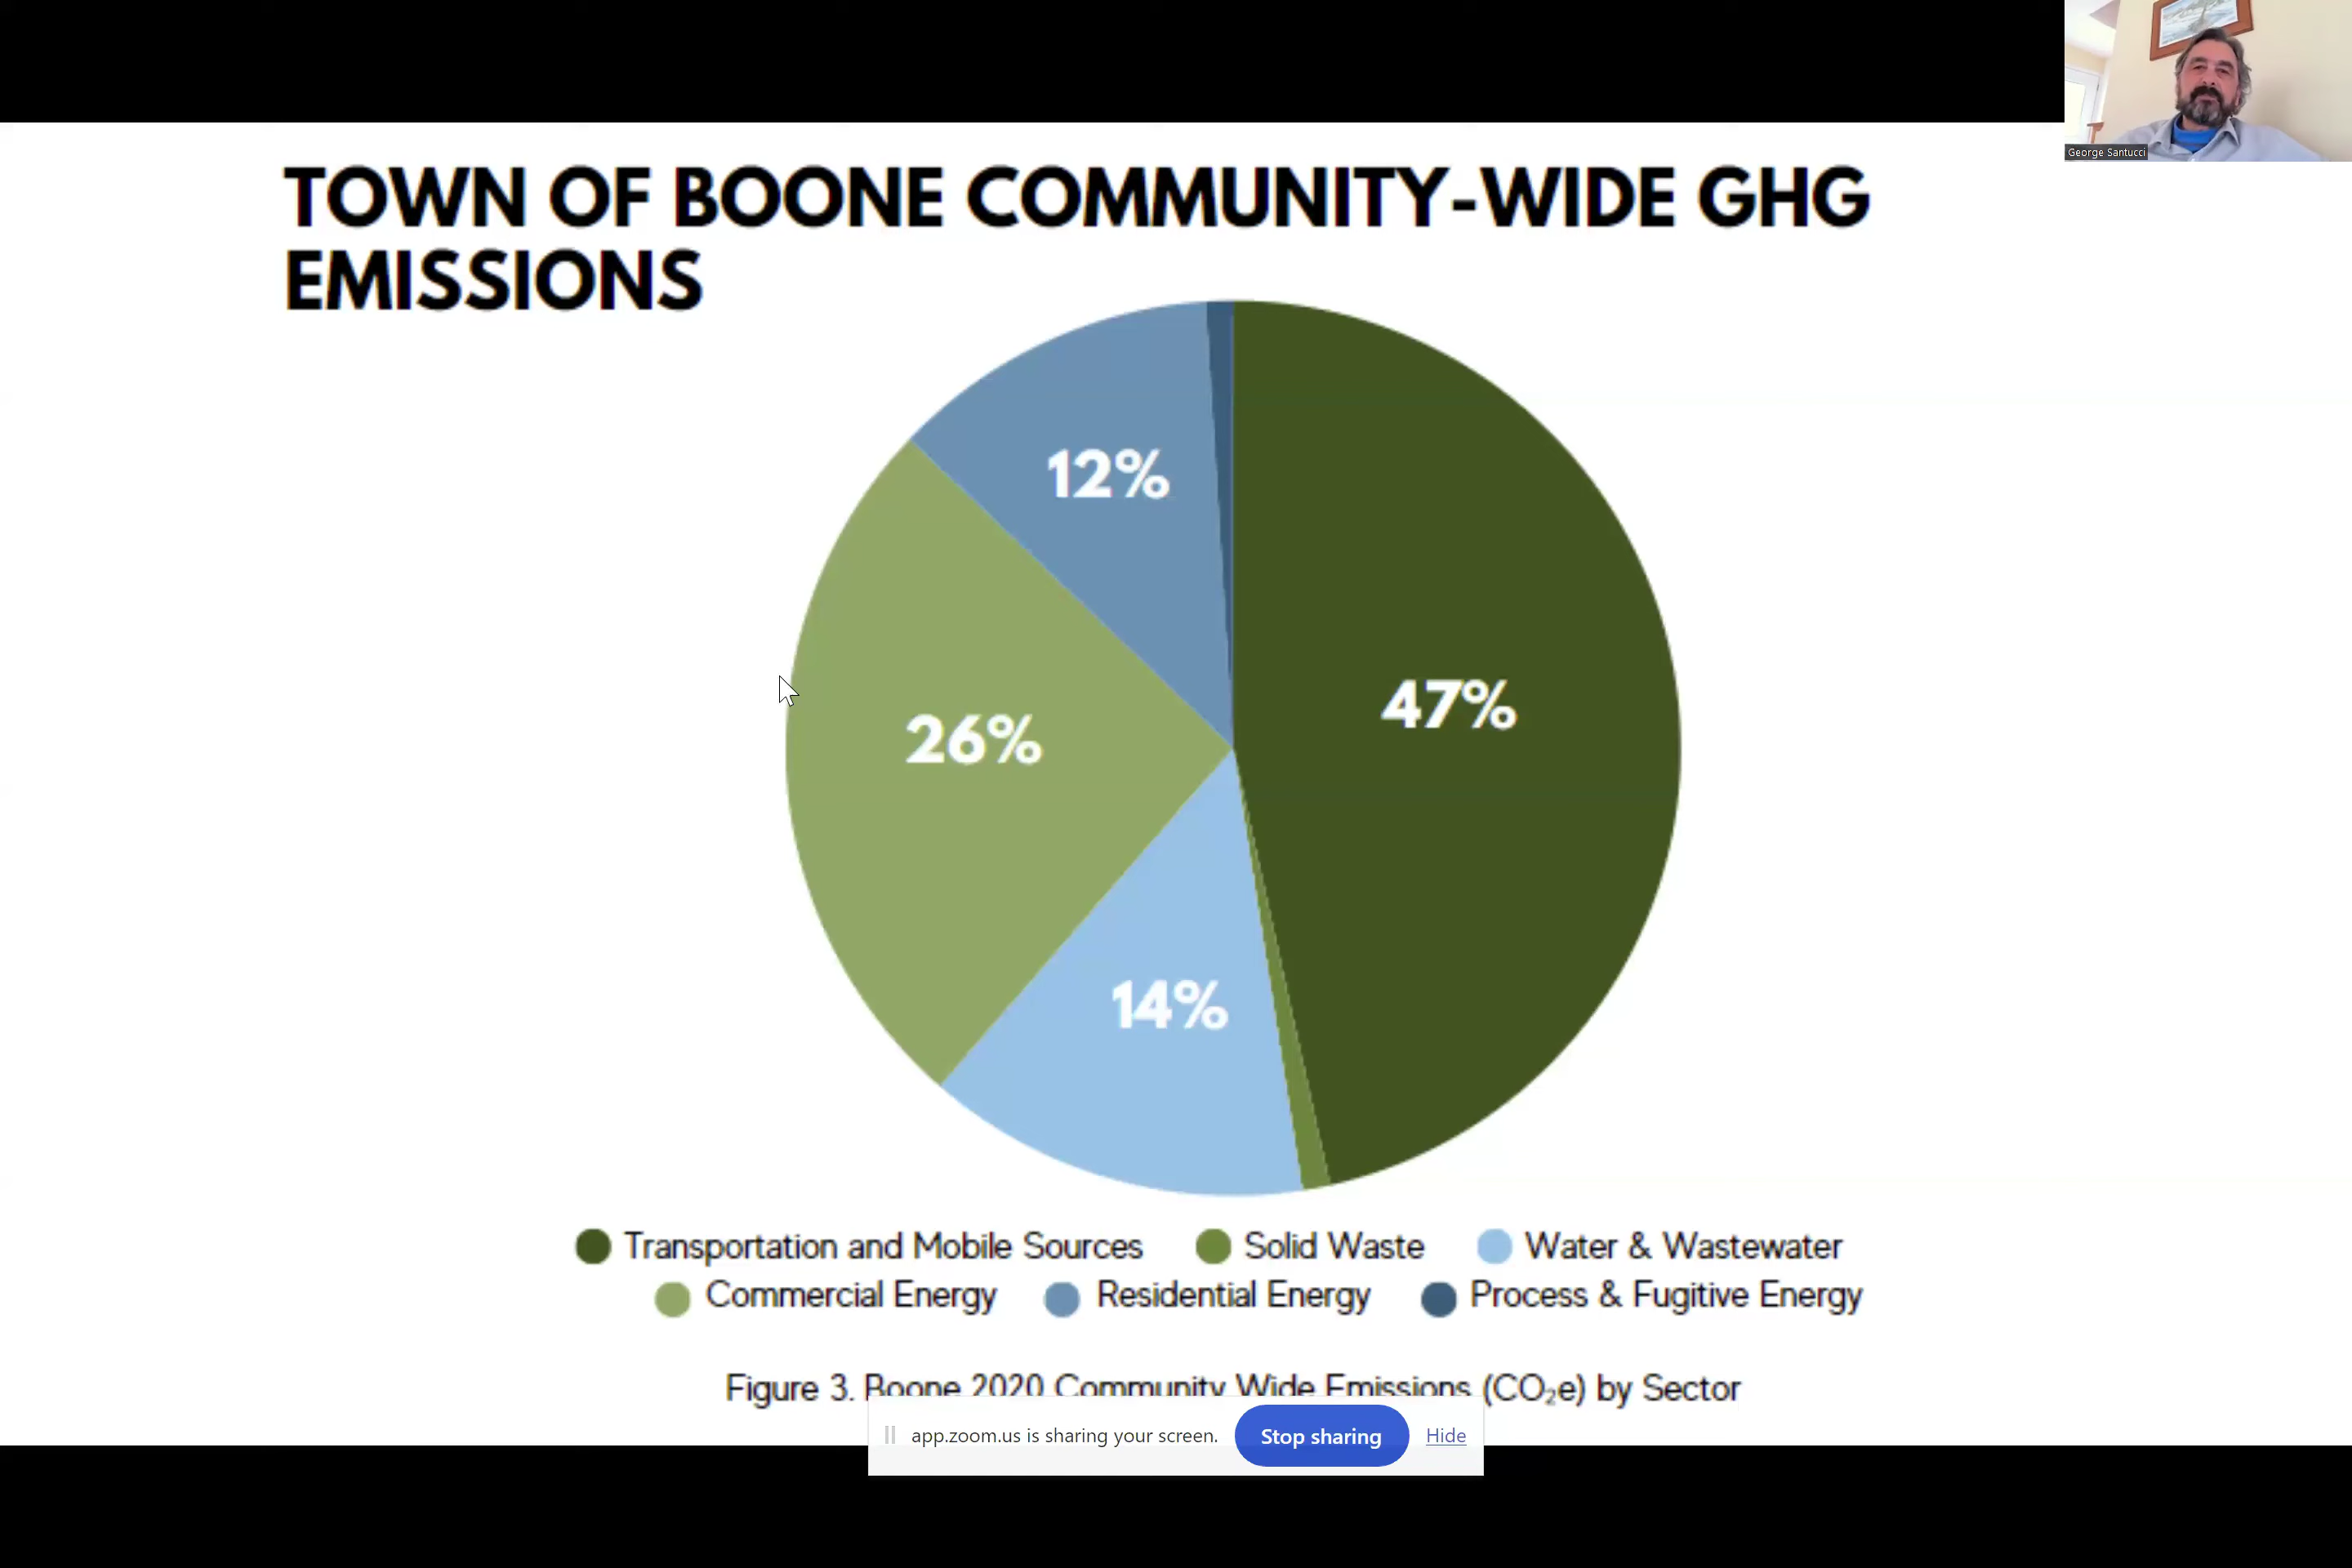 George Santucci
TOWN OF BOONE COMMUNITY-WIDE GHG
EMISSIONS
12%
47%
26%
14%
Transportation and Mobile Sources Solid Waste Water & Wastewater
Commercial Energy Residential Energy Process & Fugitive Energy
Figure 3. Boone 2020 Community Wide Emissions (CO₂e) by Sector
app.zoom.us is sharing your screen. Stop sharing Hide